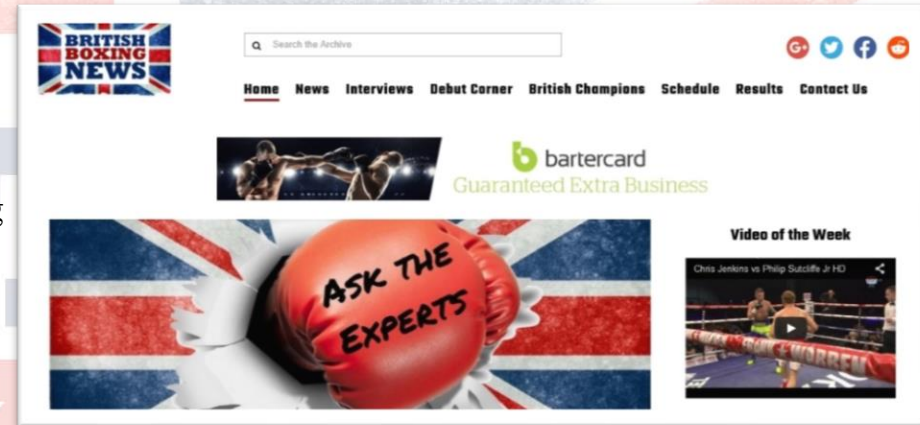 BRITISH
BOXING
NEWS
Search the Archive
G+
Home News Interviews Debut Corner British Champions Schedule Results Contact Us
bartercard
Guaranteed Extra Business
ASK THE
EXPERTS
Video of the Week
Chris Jenkins vs Philip Sutcliffe Jr HD